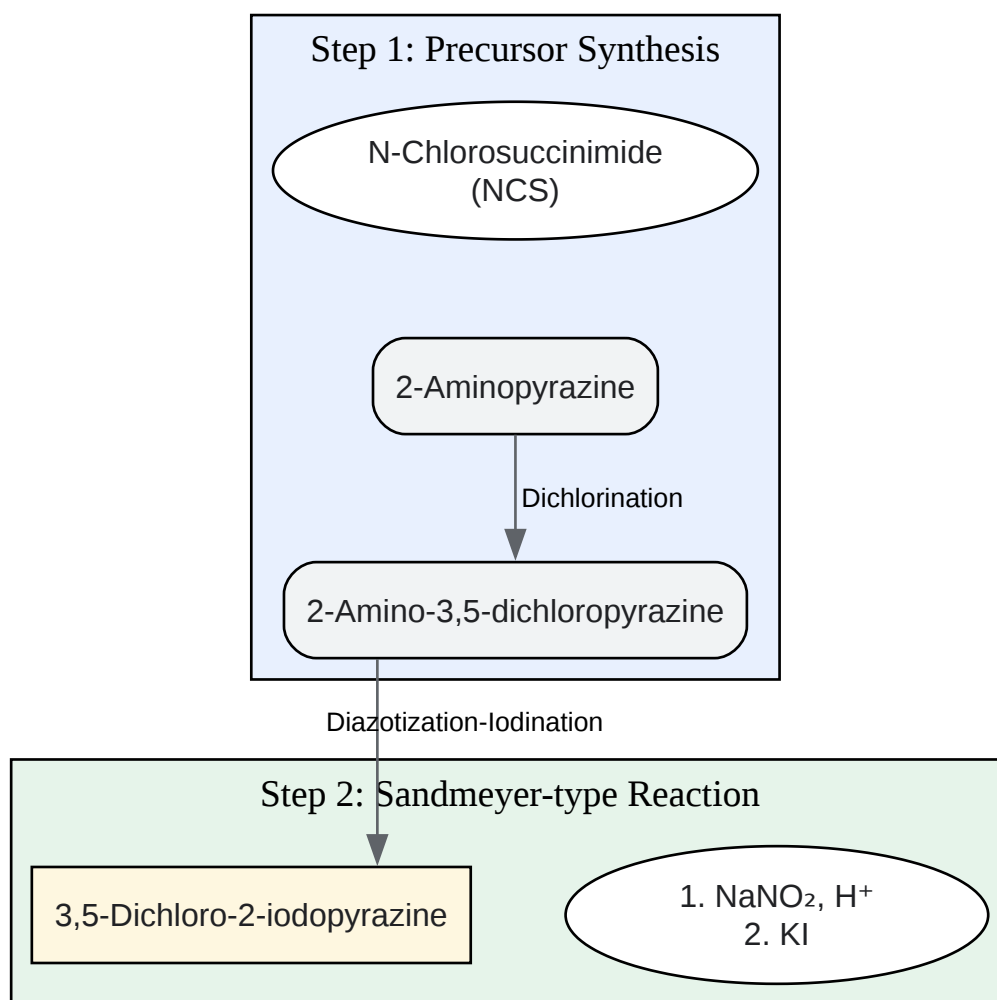 Step 1: Precursor Synthesis
N-Chlorosuccinimide
(NCS)
2-Aminopyrazine
Dichlorination
2-Amino-3,5-dichloropyrazine
Diazotization-Iodination
Step 2: Sandmeyer-type Reaction
3,5-Dichloro-2-iodopyrazine
1. NaNO₂, H⁺
2. KI